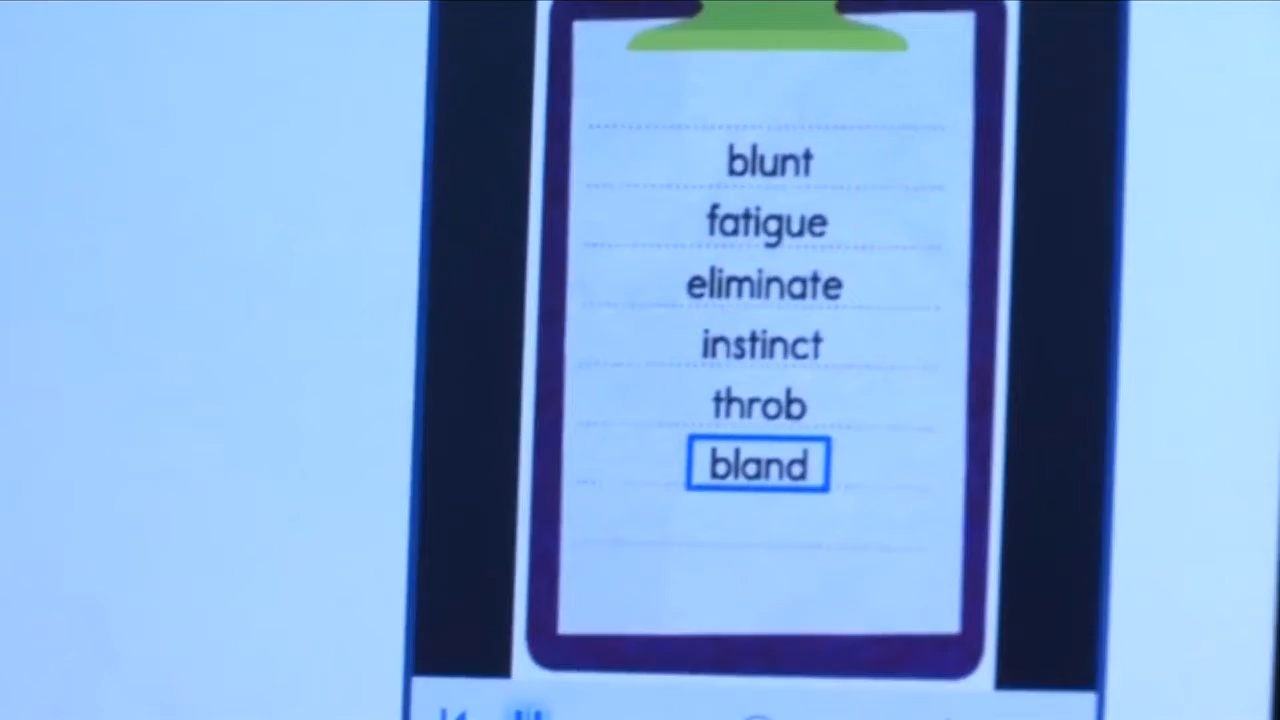 blunt
fatigue
eliminate
instinct
throb
bland